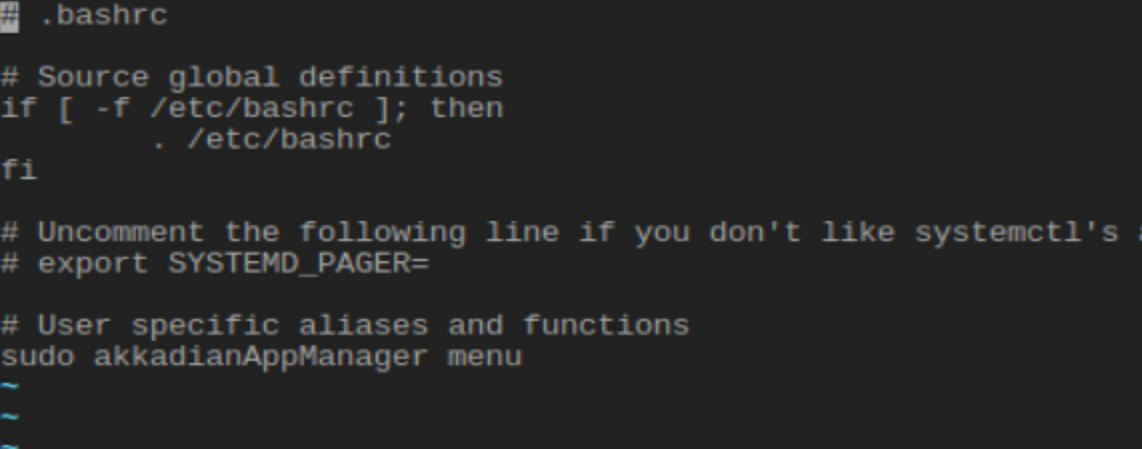 # .bashrc

# Source global definitions
if [ -f /etc/bashrc ]; then
        . /etc/bashrc
fi

# Uncomment the following line if you don't like systemctl's
# export SYSTEMD_PAGER=

# User specific aliases and functions
sudo akkadianAppManager menu
~
~
~